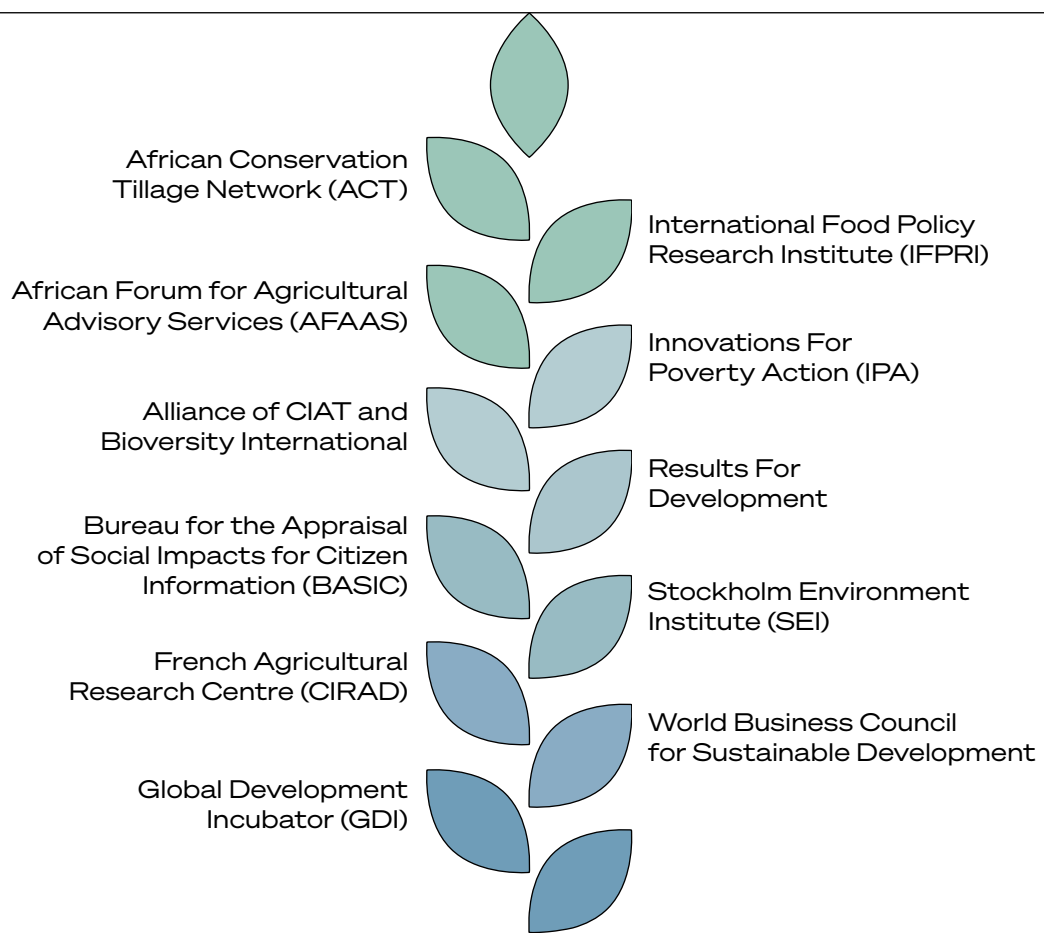 African Conservation
Tillage Network (ACT)
African Forum for Agricultural
Advisory Services (AFAAS)
Alliance of CIAT and
Bioversity International
Bureau for the Appraisal
of Social Impacts for Citizen
Information (BASIC)
French Agricultural
Research Centre (CIRAD)
Global Development
Incubator (GDI)
International Food Policy
Research Institute (IFPRI)
Innovations For
Poverty Action (IPA)
Results For
Development
Stockholm Environment
Institute (SEI)
World Business Council
for Sustainable Development